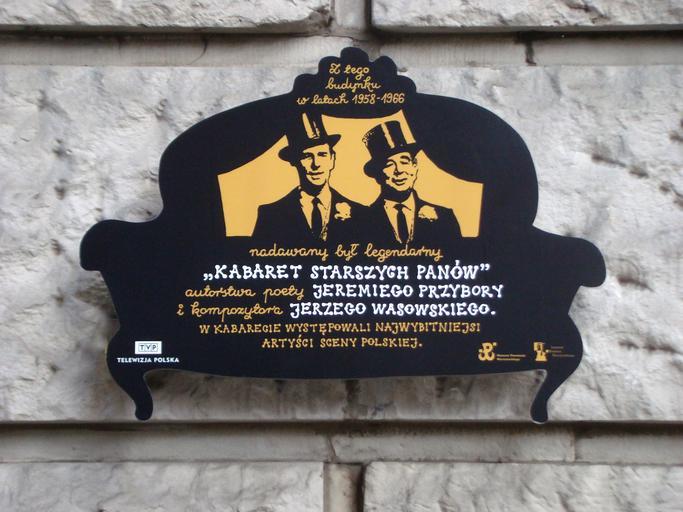 Z tego
budynku
w latach 1958-1966
nadawany był legendarny
„KABARET STARSZYCH PANÓW”
autorstwa poety JEREMIEGO PRZYBORY
i kompozytora JERZEGO WASOWSKIEGO.
W KABARECIE WYSTĘPOWALI NAJWYBITNIEJSI
ARTYŚCI SCENY POLSKIEJ.
TVP
TELEWIZJA POLSKA